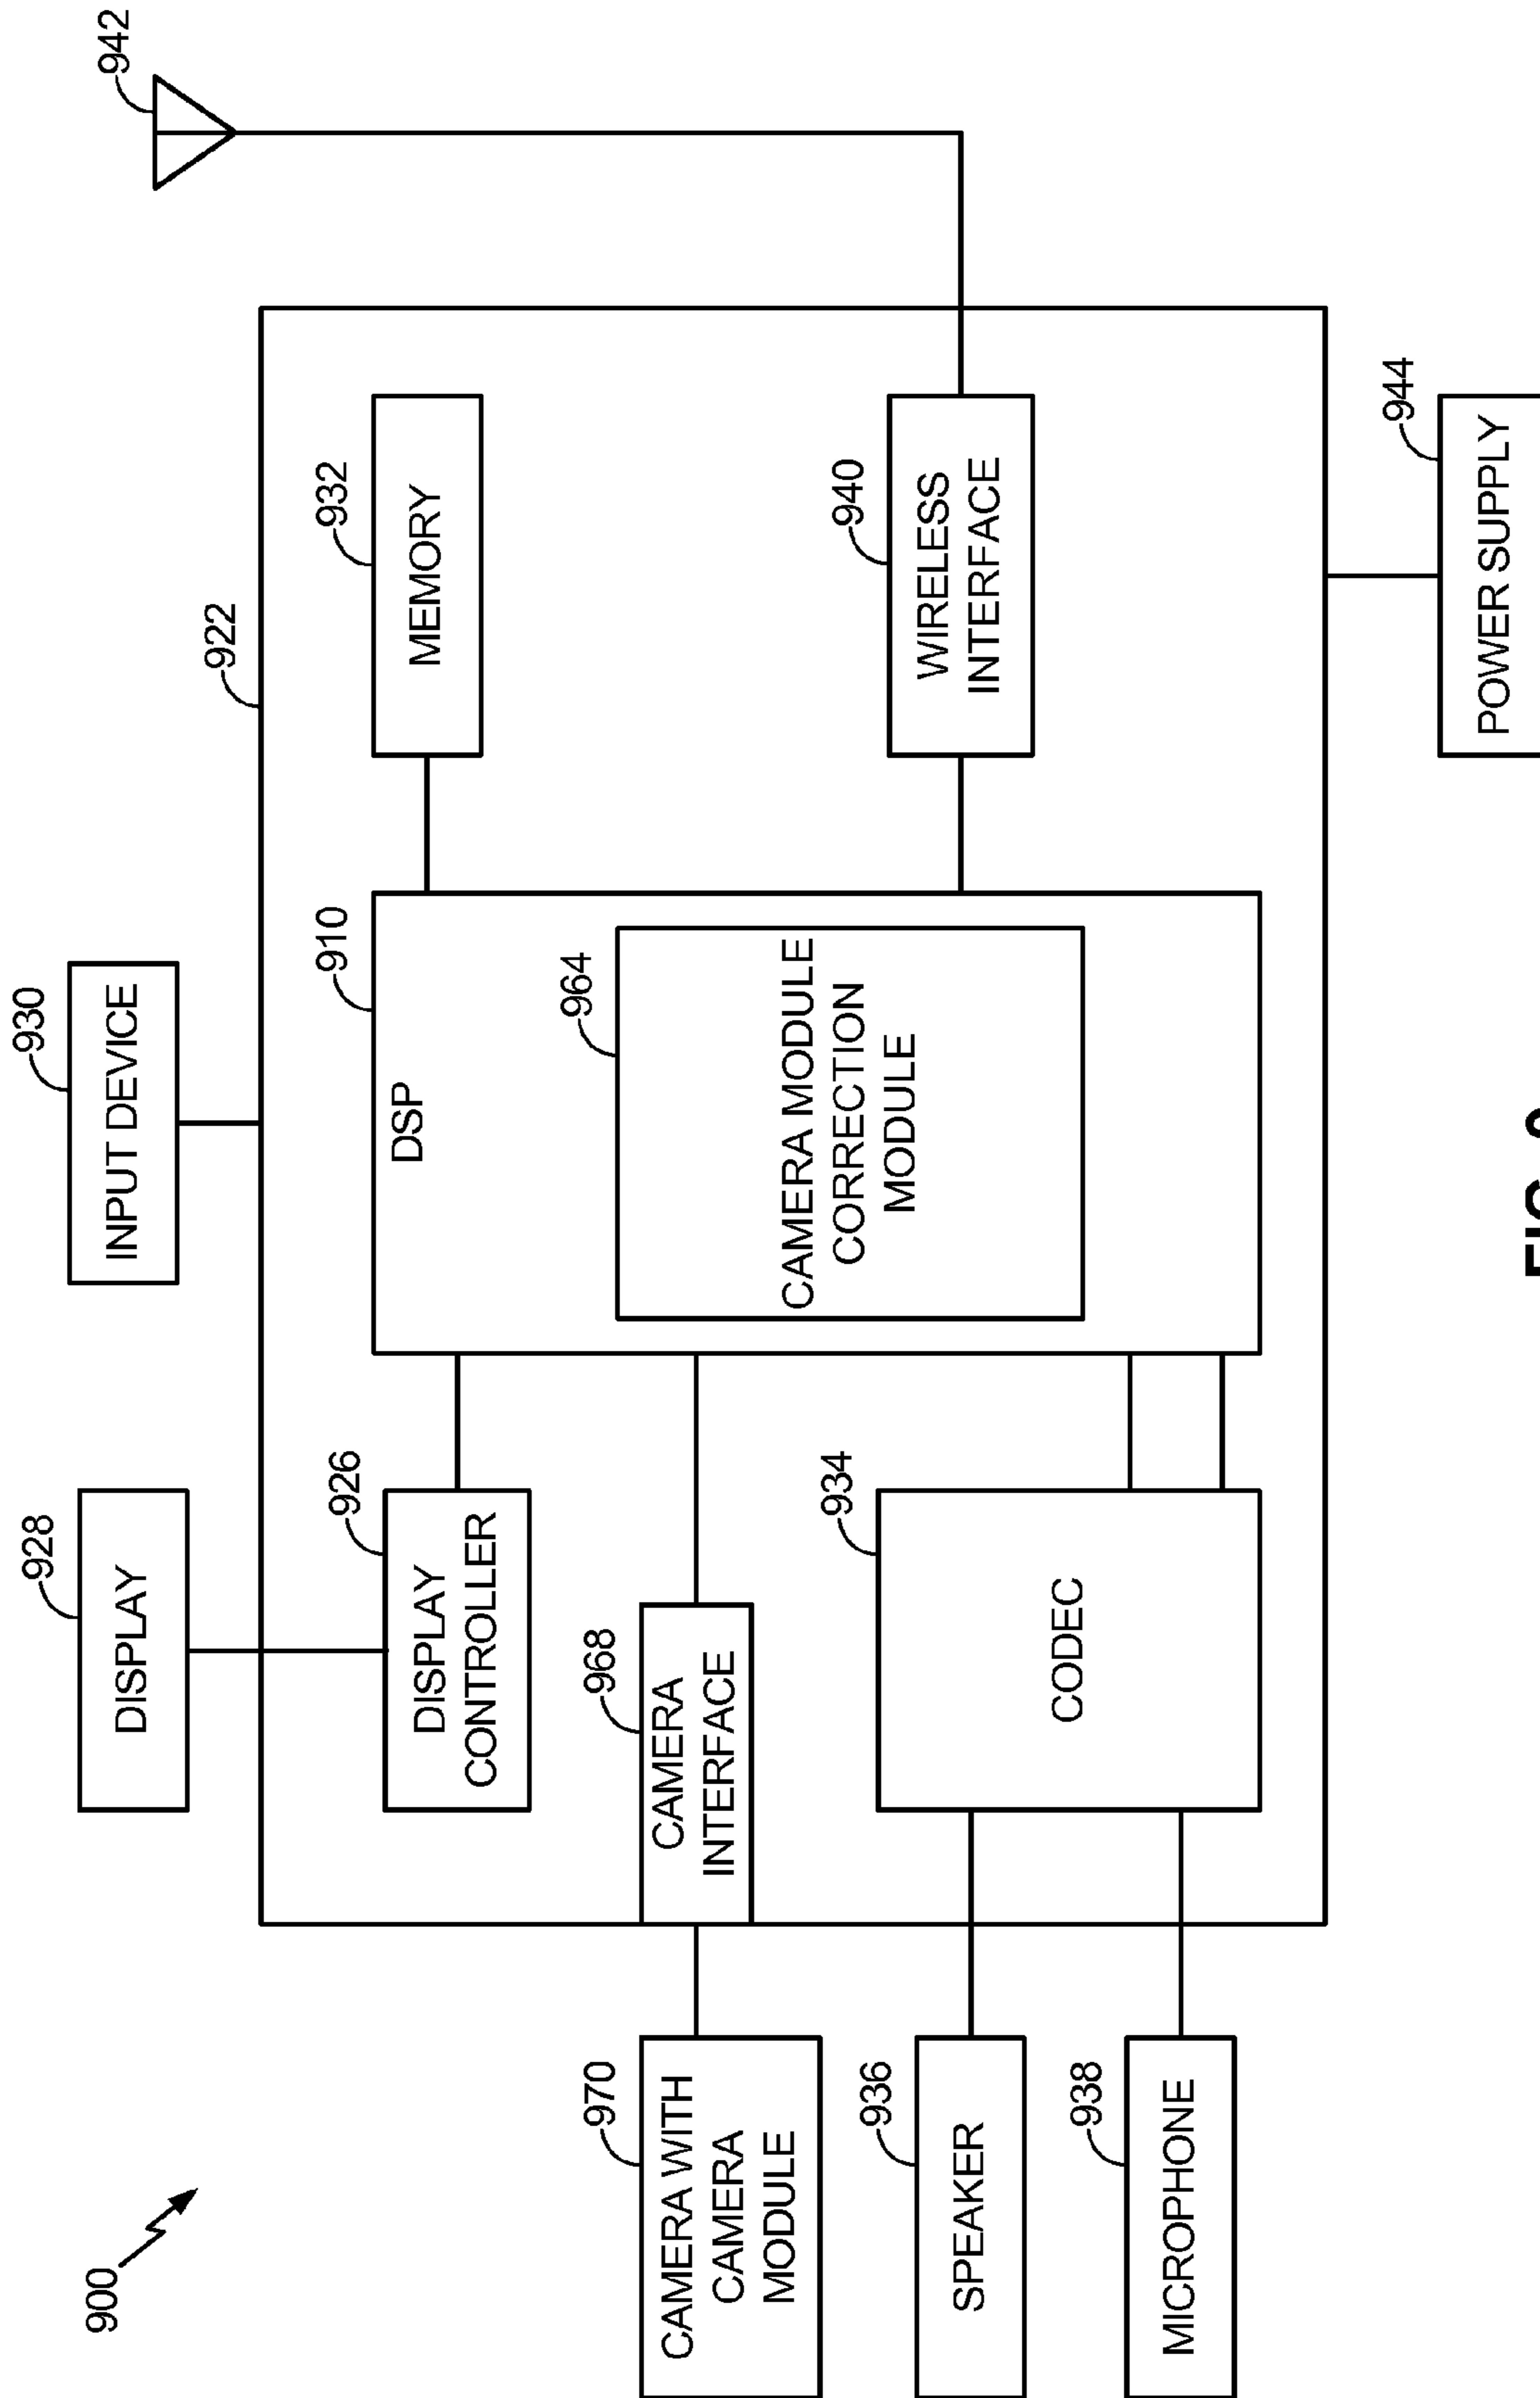 900
928
DISPLAY
930
INPUT DEVICE
942
922
926
DISPLAY
CONTROLLER
910
DSP
932
MEMORY
970
CAMERA WITH
CAMERA
MODULE
968
CAMERA
INTERFACE
964
CAMERA MODULE
CORRECTION
MODULE
936
SPEAKER
934
CODEC
940
WIRELESS
INTERFACE
938
MICROPHONE
944
POWER SUPPLY